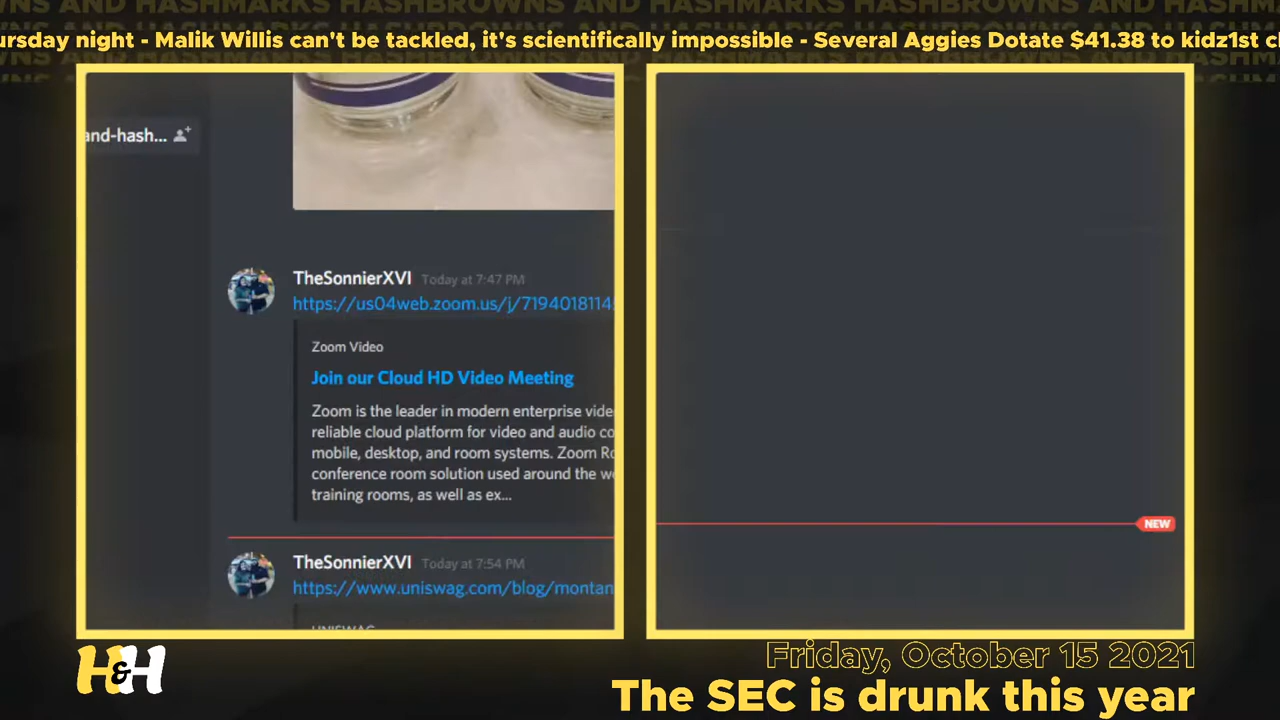 HASHBROWNS AND HASHMARKS
ursday night - Malik Willis can't be tackled, it's scientifically impossible - Several Aggies Dotate $41.38 to kidz1st c
and-hash...
TheSonnierXVI Today at 7:47 PM
https://us04web.zoom.us/j/7194018114
Zoom Video
Join our Cloud HD Video Meeting
Zoom is the leader in modern enterprise vide
reliable cloud platform for video and audio co
mobile, desktop, and room systems. Zoom Ro
conference room solution used around the w
training rooms, as well as ex...
NEW
TheSonnierXVI Today at 7:54 PM
https://www.uniswag.com/blog/montan
UNISWAG
H&H
Friday, October 15 2021
The SEC is drunk this year